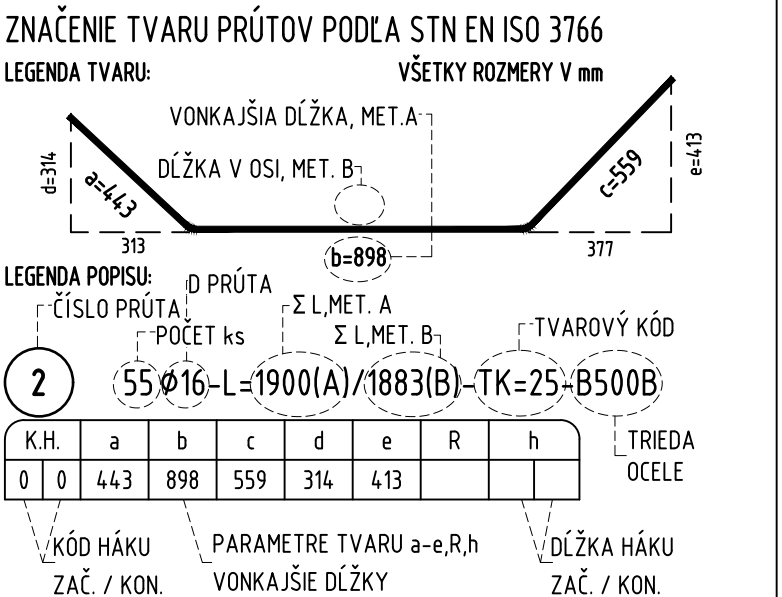 ZNAČENIE TVARU PRÚTOV PODĽA STN EN ISO 3766
LEGENDA TVARU:
VŠETKY ROZMERY V mm
VONKAJŠIA DĹŽKA, MET.A
DĹŽKA V OSI, MET. B
d=314
a=443
c=559
e=413
313
b=898
377
LEGENDA POPISU:
ČÍSLO PRÚTA
D PRÚTA
POČET ks
Σ L,MET. A
Σ L,MET. B
TVAROVÝ KÓD
2
55 Ø16-L=1900(A)/1883(B)-TK=25-B500B
K.H. a b c d e R h
0 0 443 898 559 314 413
TRIEDA
OCELE
KÓD HÁKU
ZAČ. / KON.
PARAMETRE TVARU a-e,R,h
VONKAJŠIE DĹŽKY
DĹŽKA HÁKU
ZAČ. / KON.